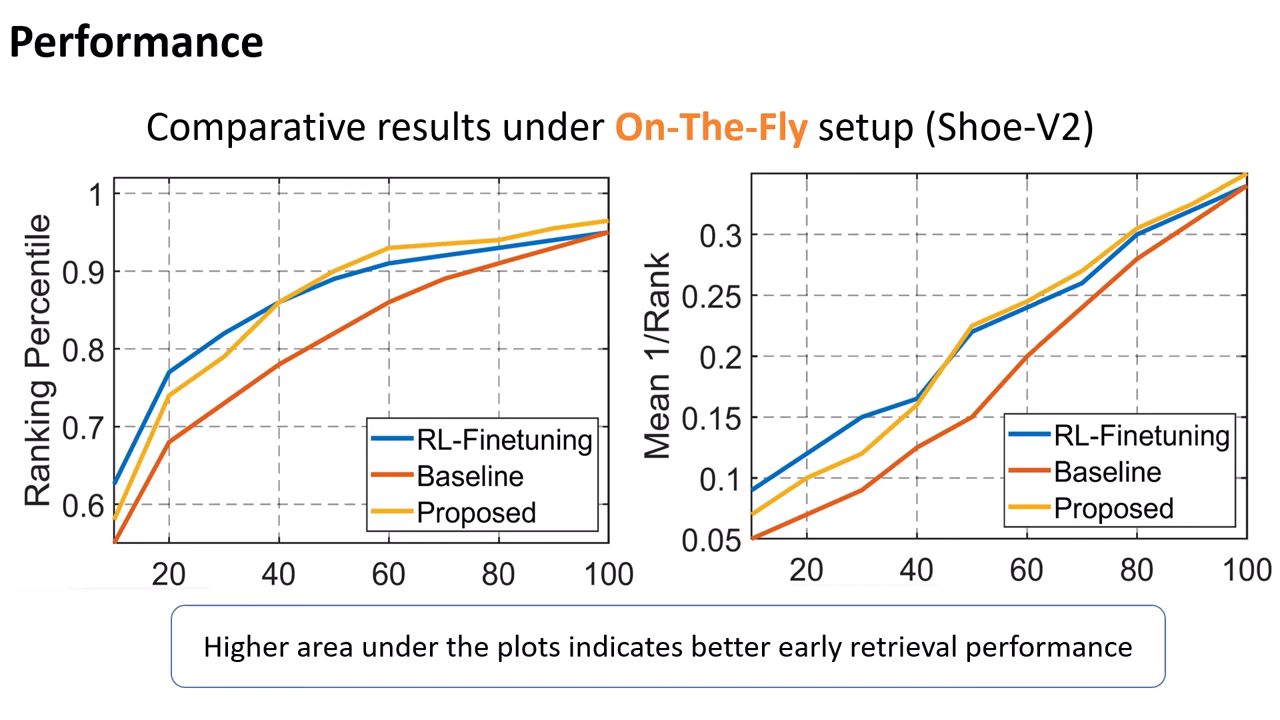 Performance
Comparative results under On-The-Fly setup (Shoe-V2)
Ranking Percentile
1
0.9
0.8
0.7
0.6
20 40 60 80 100
RL-Finetuning
Baseline
Proposed
Mean 1/Rank
0.3
0.25
0.2
0.15
0.1
0.05
20 40 60 80 100
RL-Finetuning
Baseline
Proposed
Higher area under the plots indicates better early retrieval performance